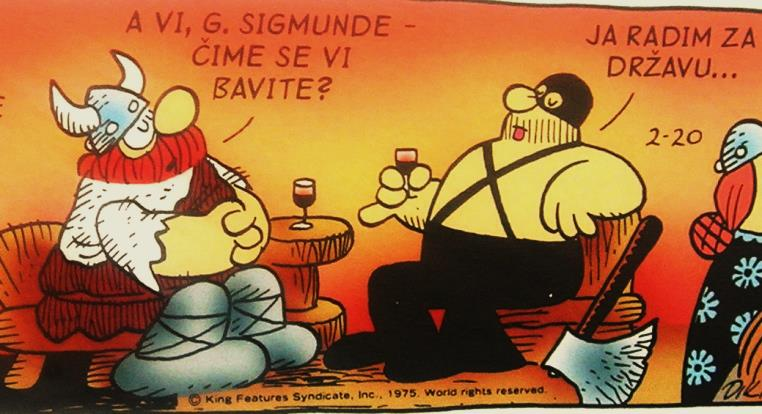 A VI, G. SIGMUNDE -
ČIME SE VI
BAVITE?
JA RADIM ZA
DRŽAVU...
2-20
© King Features Syndicate, Inc., 1975. World rights reserved.
DIK